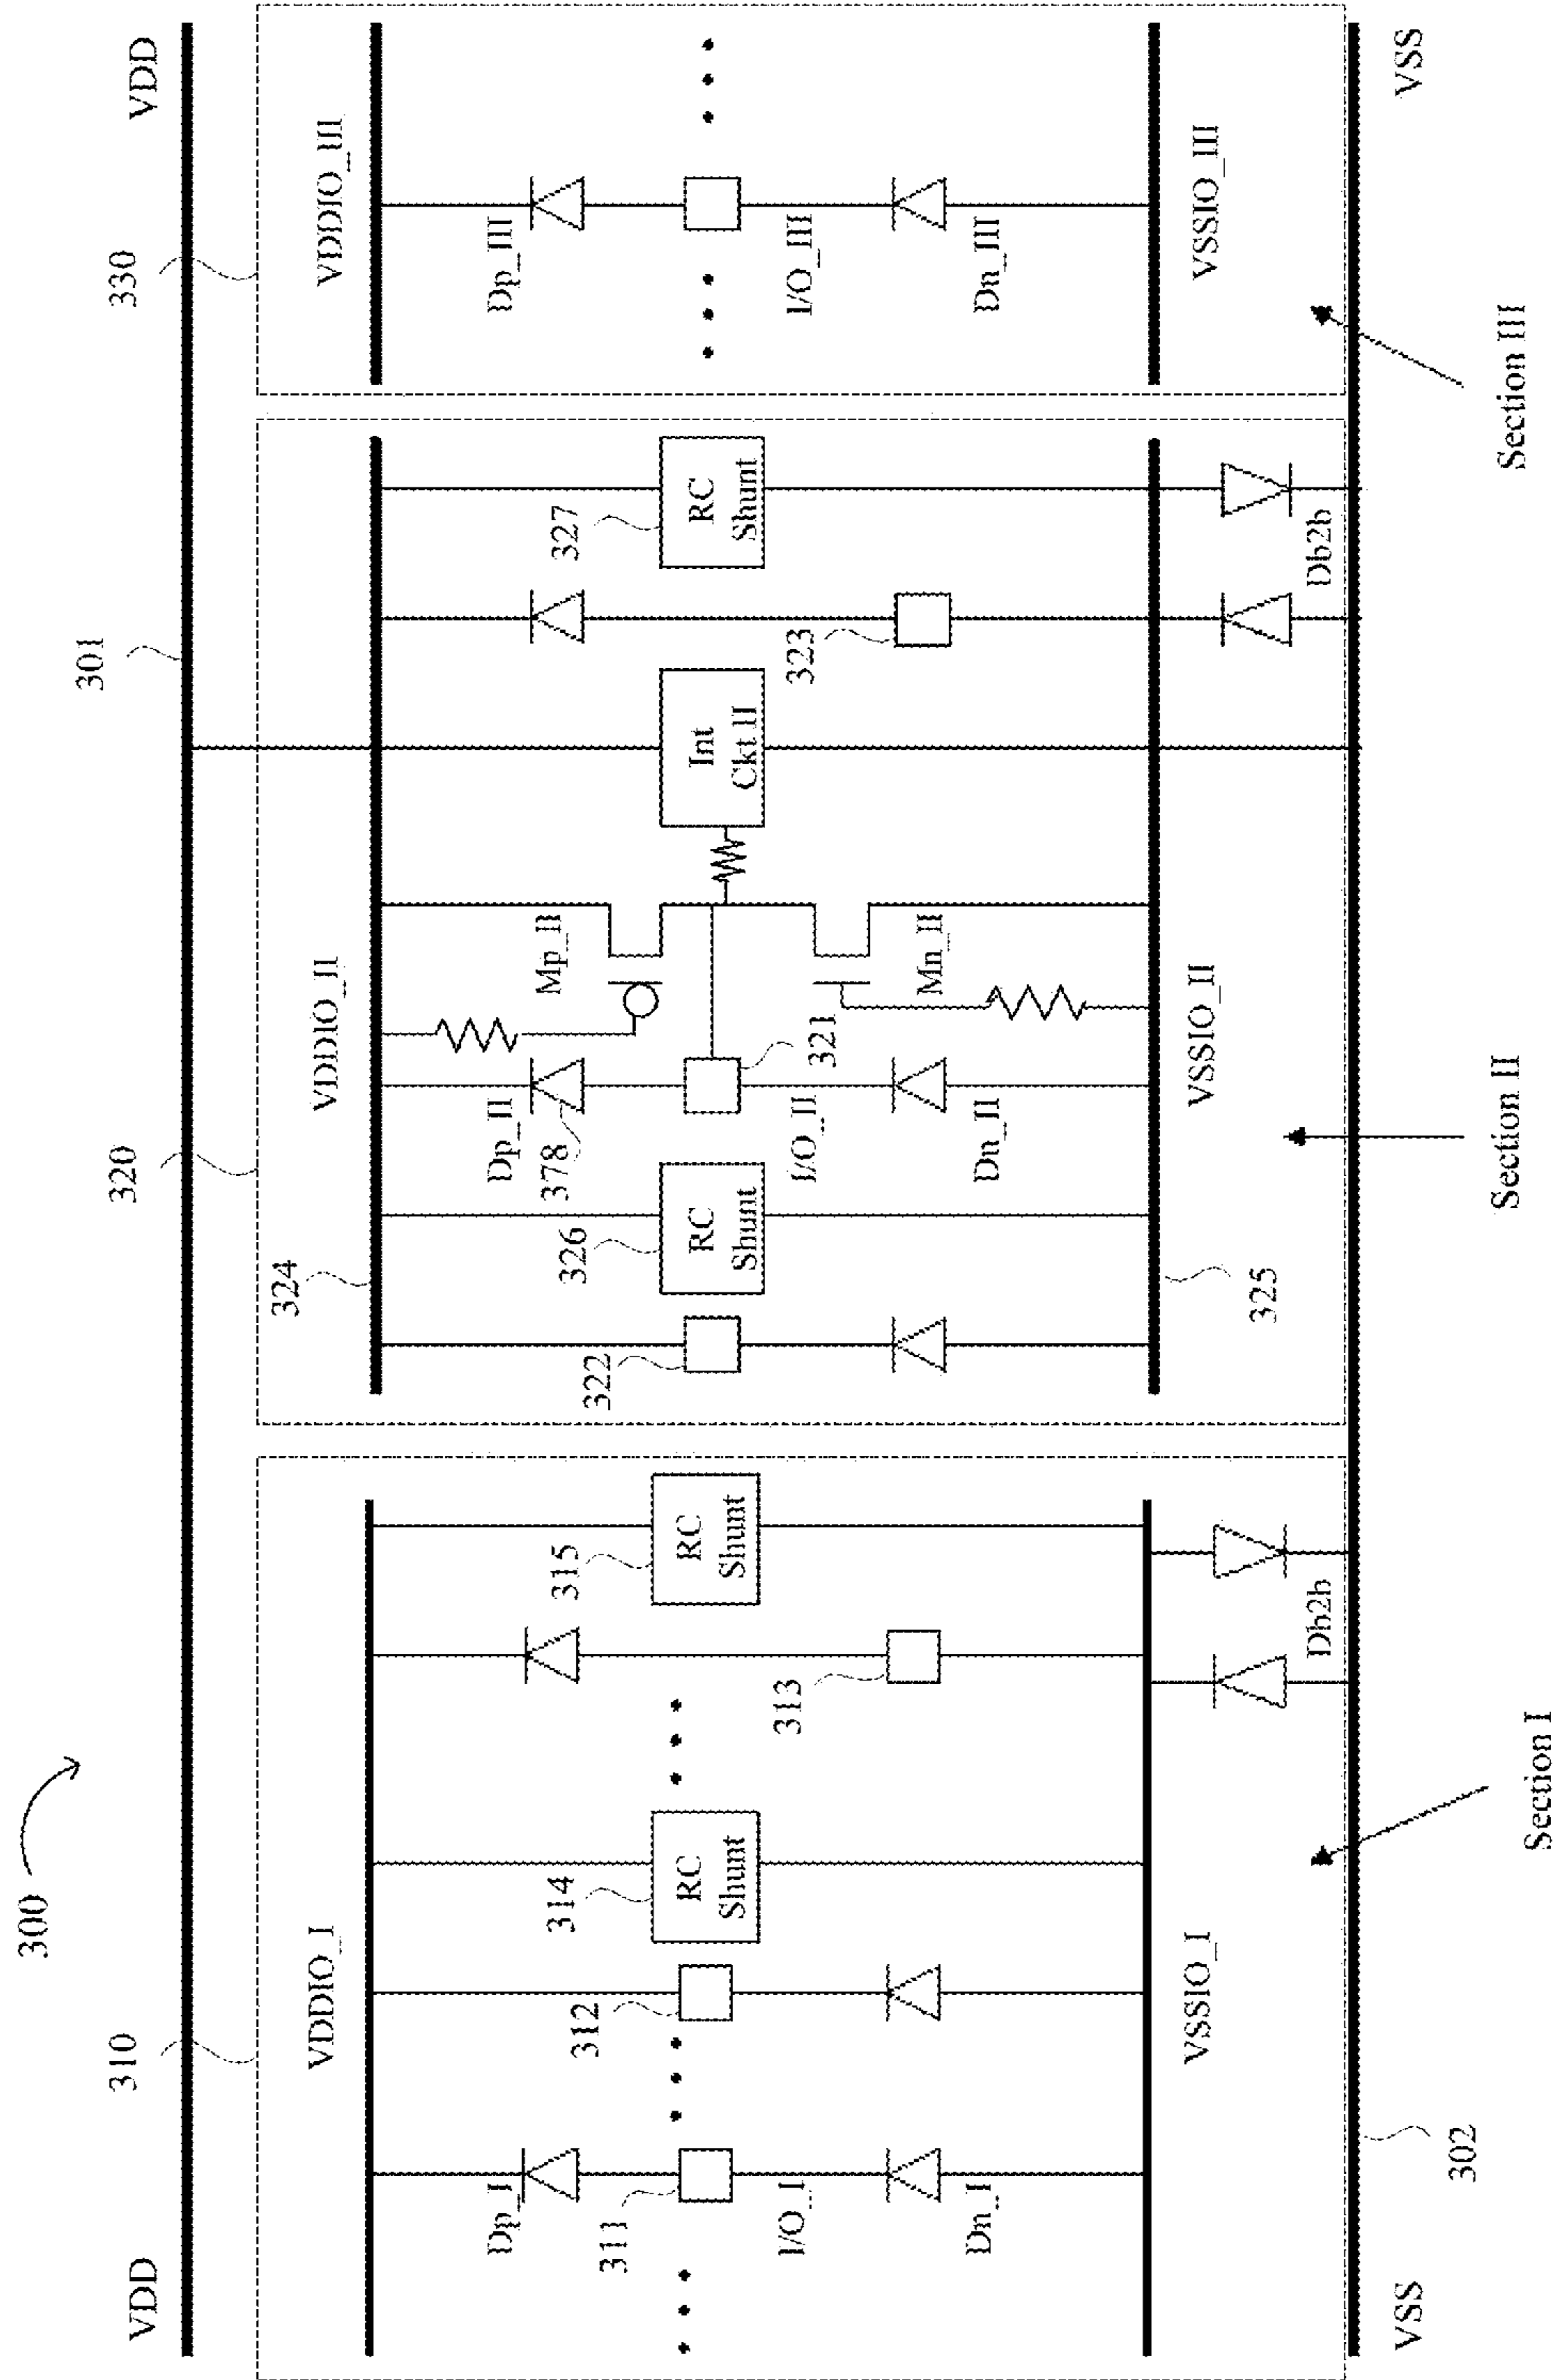 300
VDD
VDD
301
310
320
330
VDDIO_I
VDDIO_II
VDDIO_III
324
Dp_I
311
I/O_I
Dn_I
312
314
RC
Shunt
313
315
RC
Shunt
VSSIO_I
Db2b
322
326
RC
Shunt
Dp_II
378
I/O_II
321
Dn_II
Mp_II
Mn_II
Int
Ckt II
323
327
RC
Shunt
325
VSSIO_II
Db2b
Dp_III
I/O_III
Dn_III
VSSIO_III
VSS
302
VSS
Section I
Section II
Section III